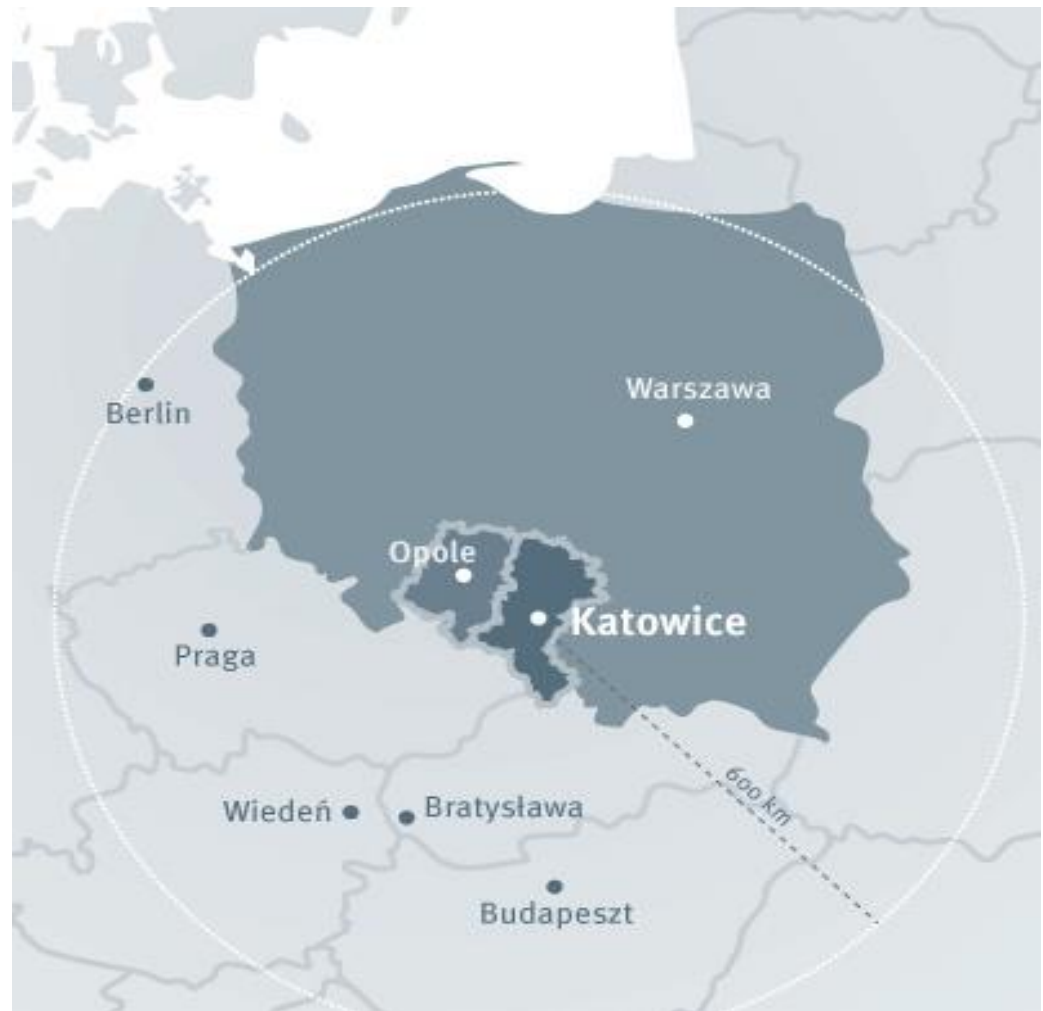 Warszawa
Berlin
Opole
Katowice
Praga
600 km
Wiedeń
Bratysława
Budapeszt